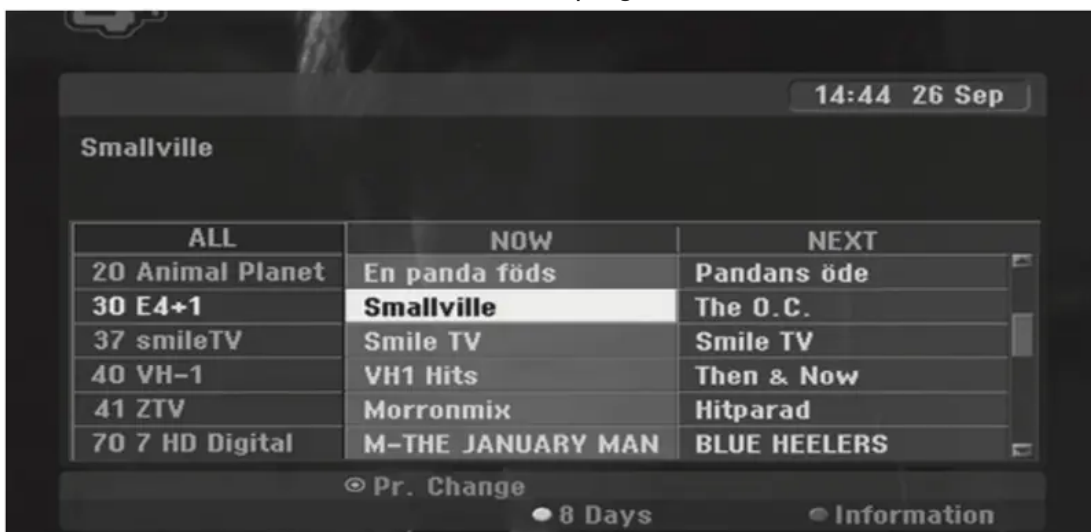 14:44 26 Sep
Smallville
ALL NOW NEXT
20 Animal Planet En panda föds Pandans öde
30 E4+1 Smallville The O.C.
37 smileTV Smile TV Smile TV
40 VH-1 VH1 Hits Then & Now
41 ZTV Morronmix Hitparad
70 7 HD Digital M-THE JANUARY MAN BLUE HEELERS
Pr. Change
8 Days Information